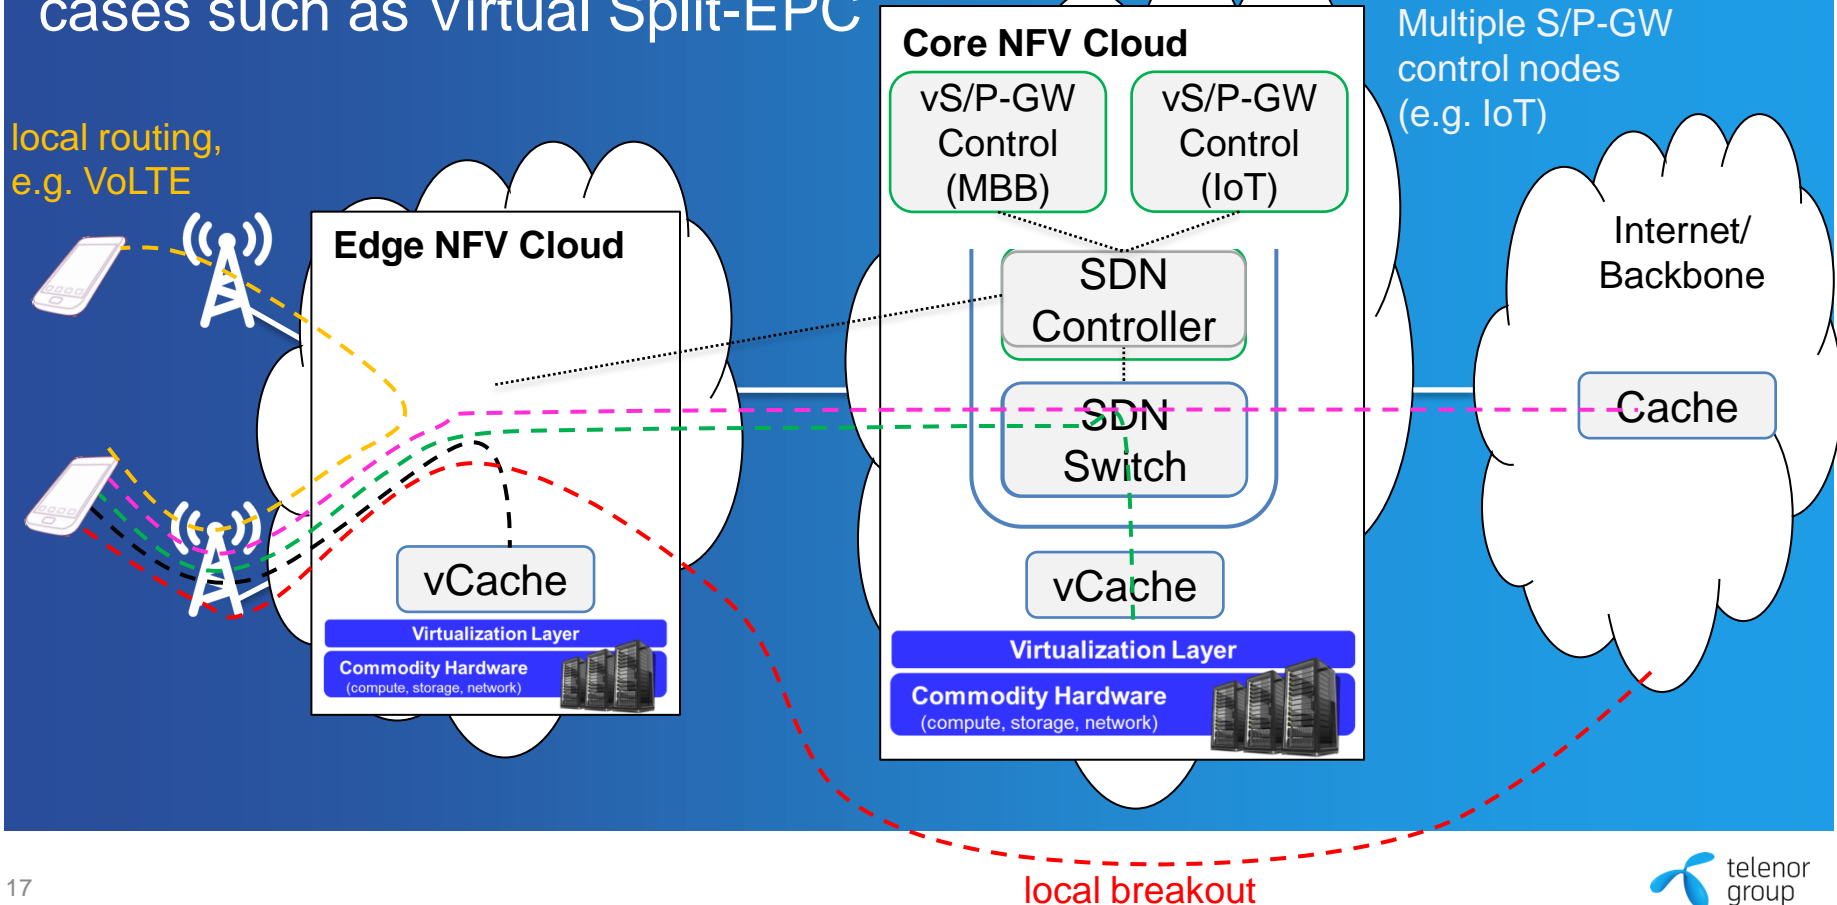 cases such as Virtual Split-EPC
Multiple S/P-GW
control nodes
(e.g. IoT)
local routing,
e.g. VoLTE
Edge NFV Cloud
vCache
Virtualization Layer
Commodity Hardware
(compute, storage, network)
Core NFV Cloud
vS/P-GW
Control
(MBB)
vS/P-GW
Control
(IoT)
SDN
Controller
SDN
Switch
vCache
Virtualization Layer
Commodity Hardware
(compute, storage, network)
Internet/
Backbone
Cache
local breakout
17
telenor
group